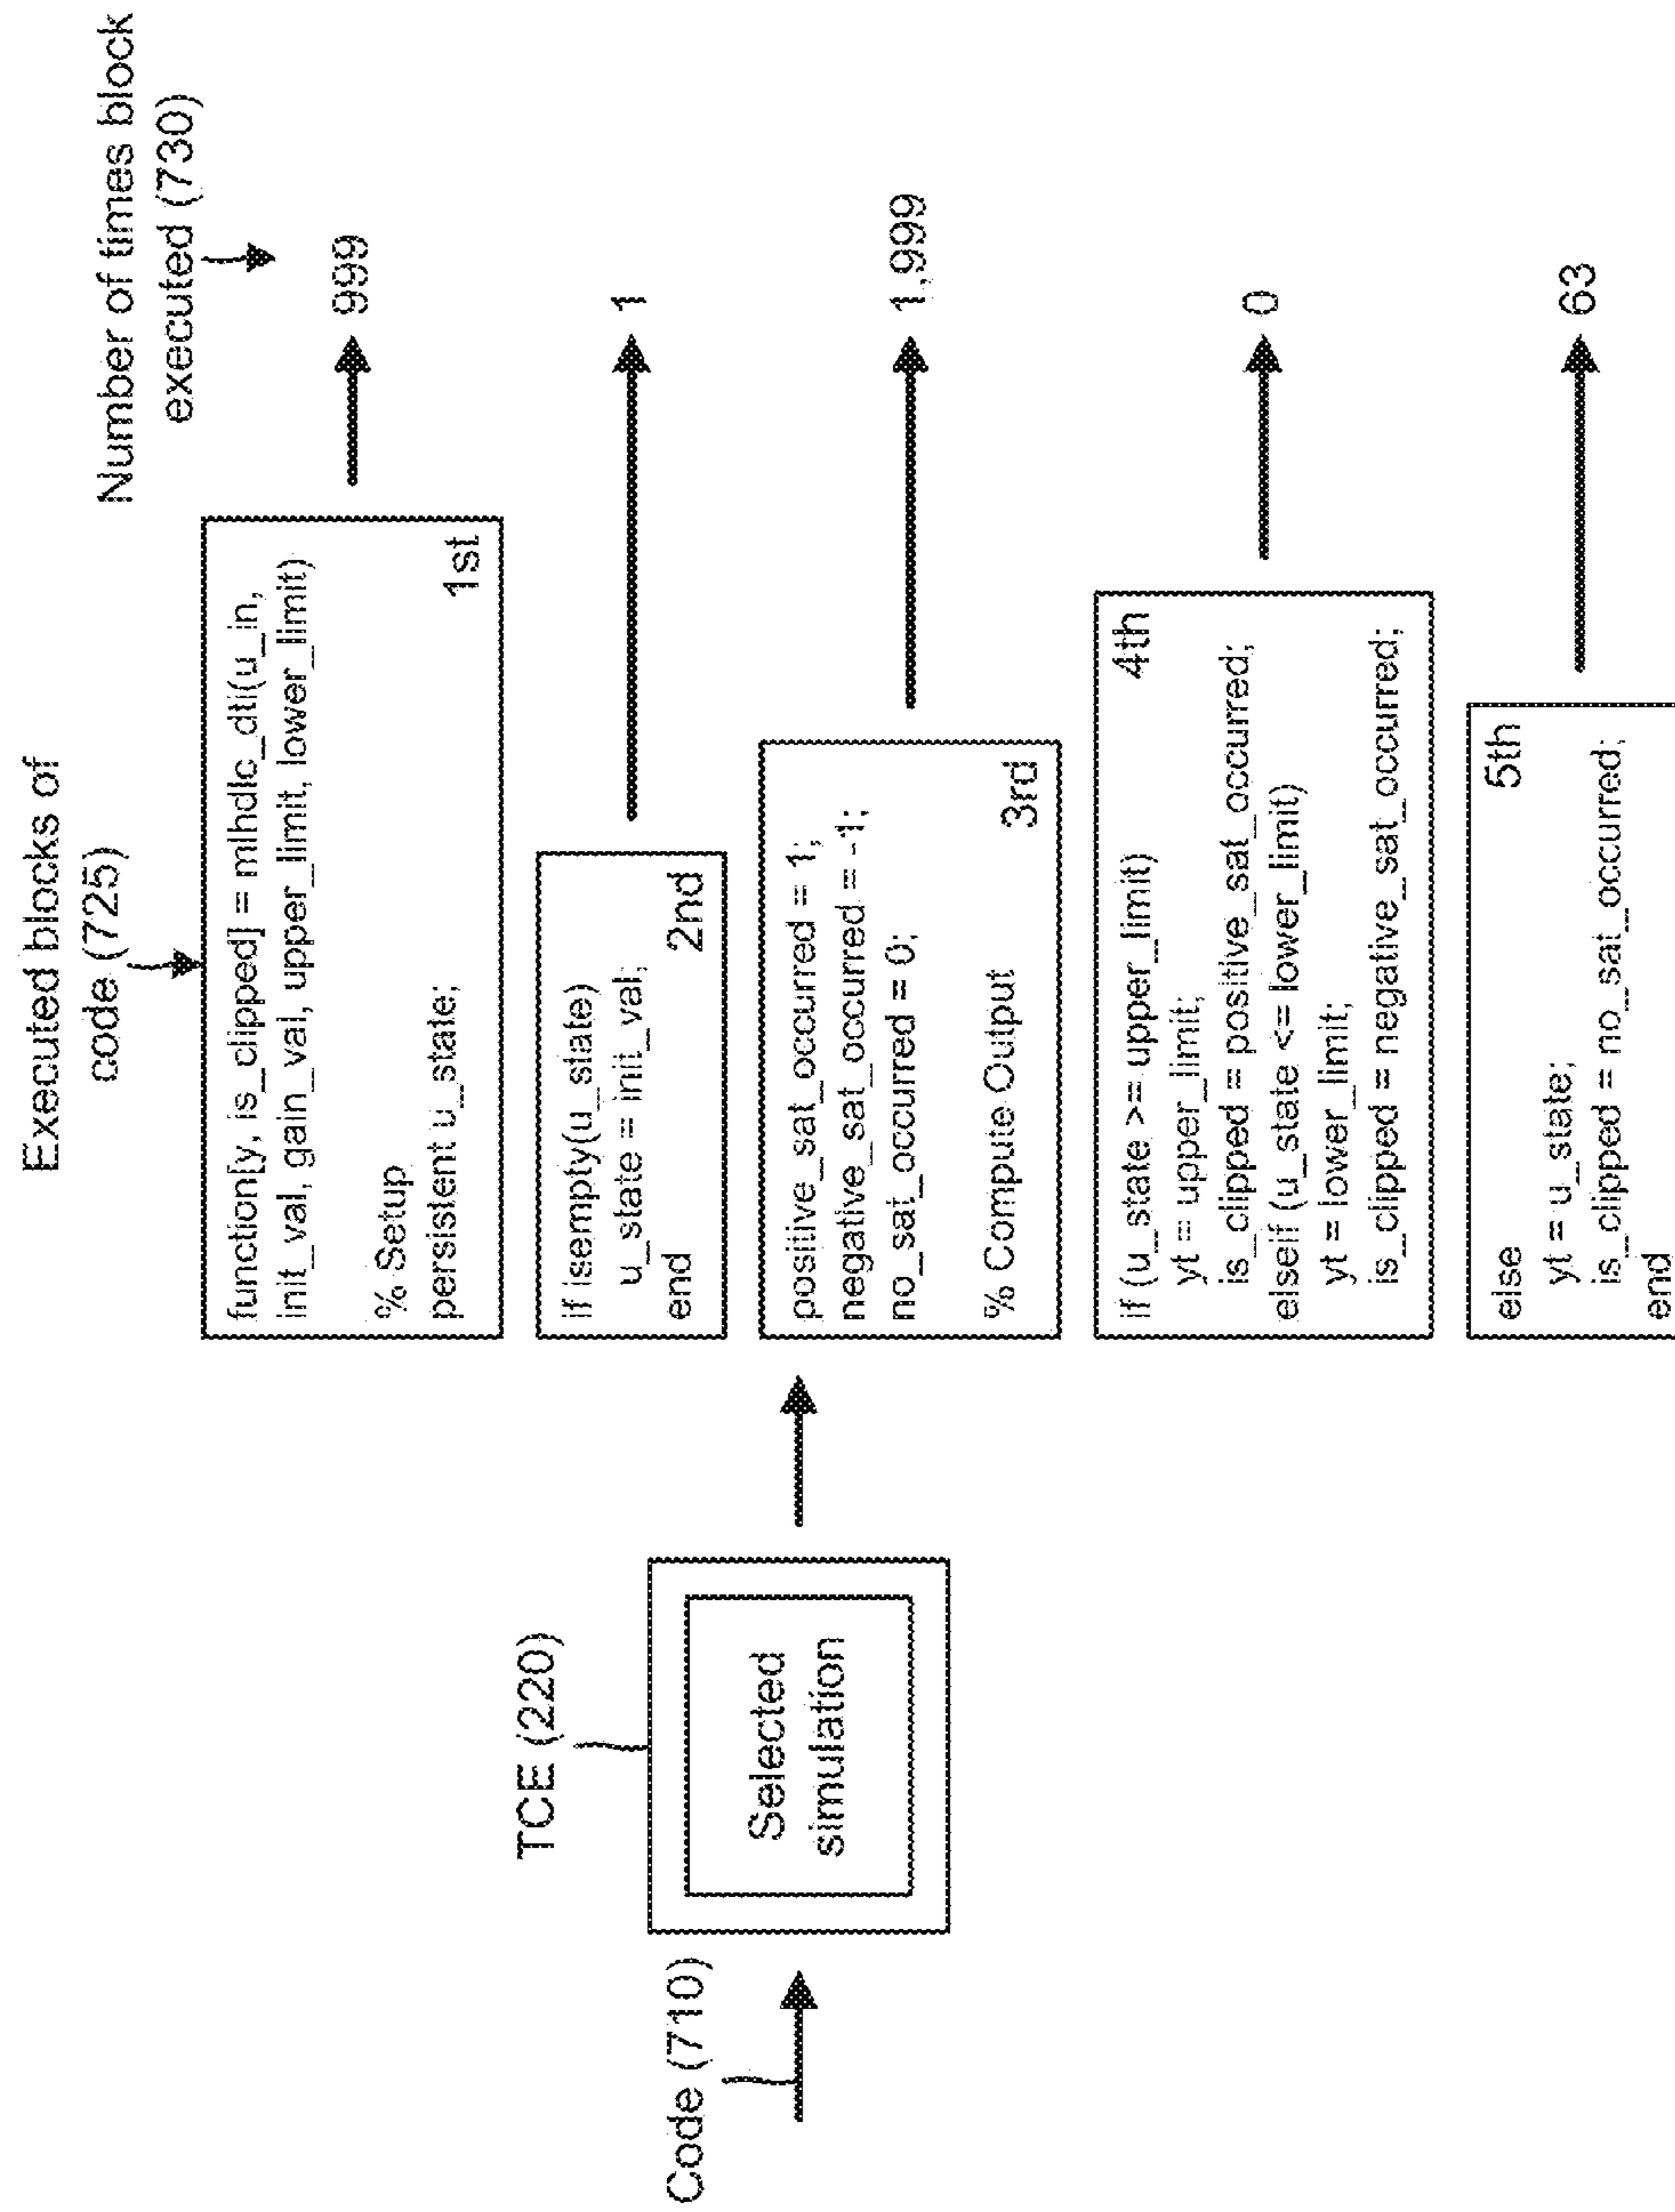 Executed blocks of
code (725)
Number of times block
executed (730)
Code (710)
TCE (220)
Selected
simulation
function[y, is_clipped] = mlhdlc_dti(u_in,
init_val, gain_val, upper_limit, lower_limit)
% Setup
persistent u_state;
1st
999
if isempty(u_state)
u_state = init_val;
end
2nd
1
positive_sat_occurred = 1;
negative_sat_occurred = -1;
no_sat_occurred = 0;
% Compute Output
3rd
1,999
if (u_state >= upper_limit)
4th
yt = upper_limit;
is_clipped = positive_sat_occurred;
elseif (u_state <= lower_limit)
yt = lower_limit;
is_clipped = negative_sat_occurred;
0
else
5th
yt = u_state;
is_clipped = no_sat_occurred;
end
63